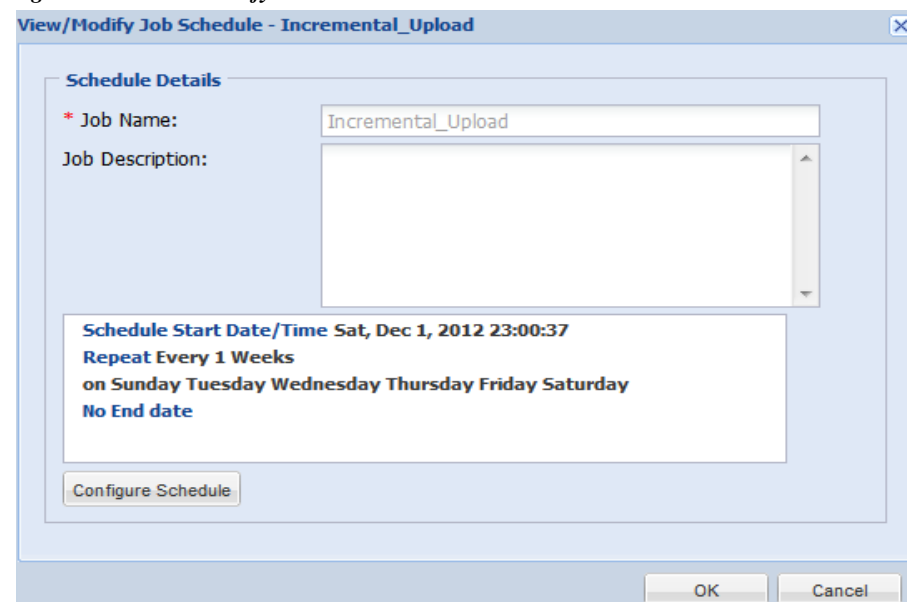 View/Modify Job Schedule - Incremental_Upload
Schedule Details
* Job Name: Incremental_Upload
Job Description:
Schedule Start Date/Time Sat, Dec 1, 2012 23:00:37
Repeat Every 1 Weeks
on Sunday Tuesday Wednesday Thursday Friday Saturday
No End date
Configure Schedule
OK Cancel